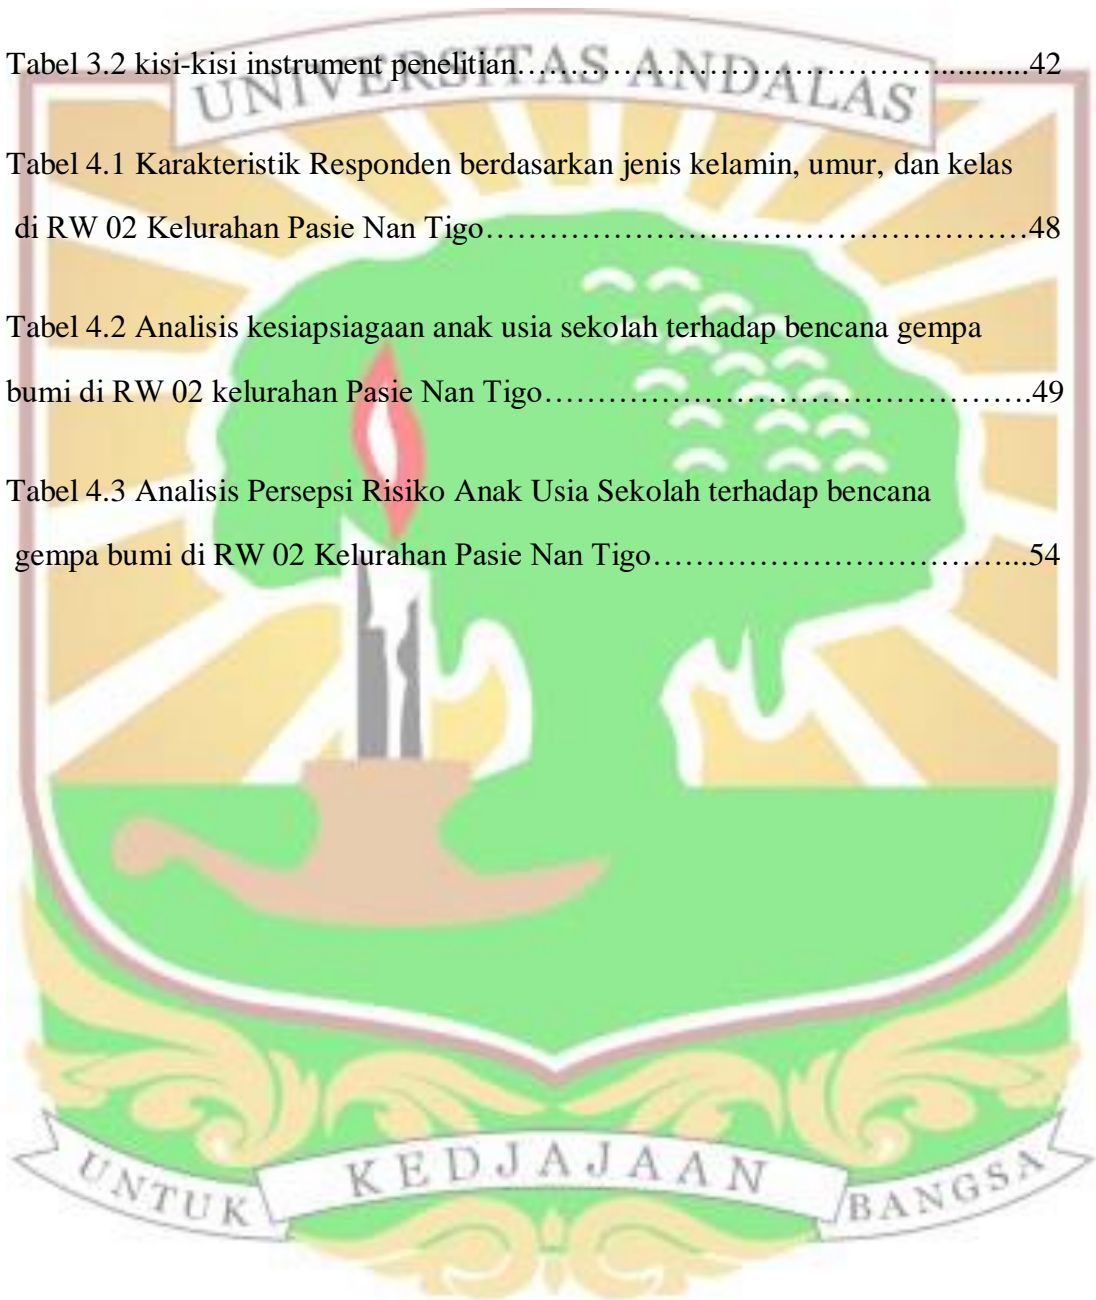 UNIVERSITAS ANDALAS
Tabel 3.2 kisi-kisi instrument penelitian…………………………………...........42
Tabel 4.1 Karakteristik Responden berdasarkan jenis kelamin, umur, dan kelas
di RW 02 Kelurahan Pasie Nan Tigo……………………………………………48
Tabel 4.2 Analisis kesiapsiagaan anak usia sekolah terhadap bencana gempa
bumi di RW 02 kelurahan Pasie Nan Tigo……………………………………….49
Tabel 4.3 Analisis Persepsi Risiko Anak Usia Sekolah terhadap bencana
gempa bumi di RW 02 Kelurahan Pasie Nan Tigo……………………………...54
UNTUK KEDJAJAAN BANGSA